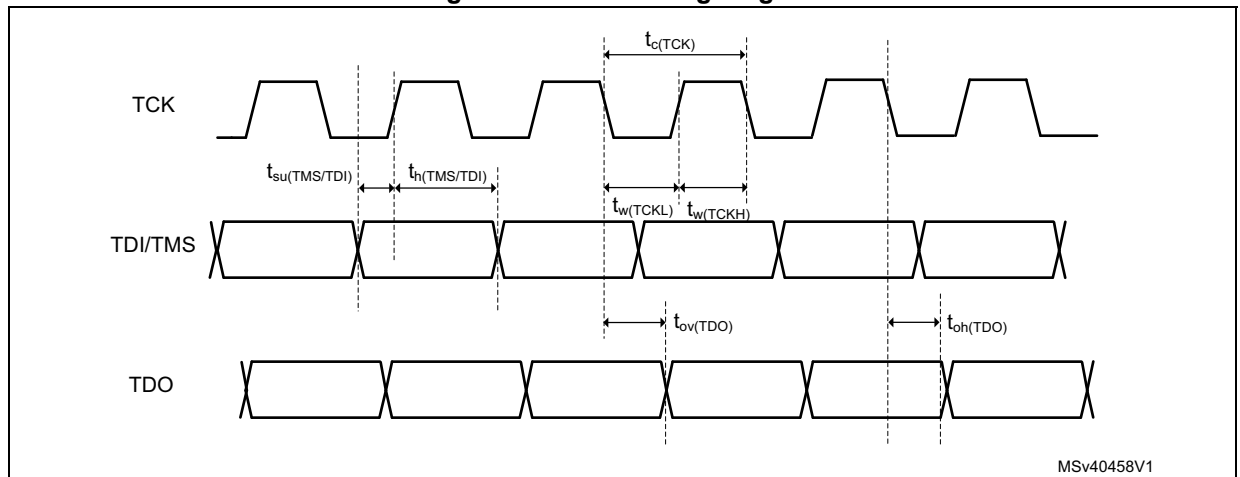 tc(TCK)
TCK
tsu(TMS/TDI)
th(TMS/TDI)
tw(TCKL)
tw(TCKH)
TDI/TMS
tov(TDO)
toh(TDO)
TDO
MSv40458V1